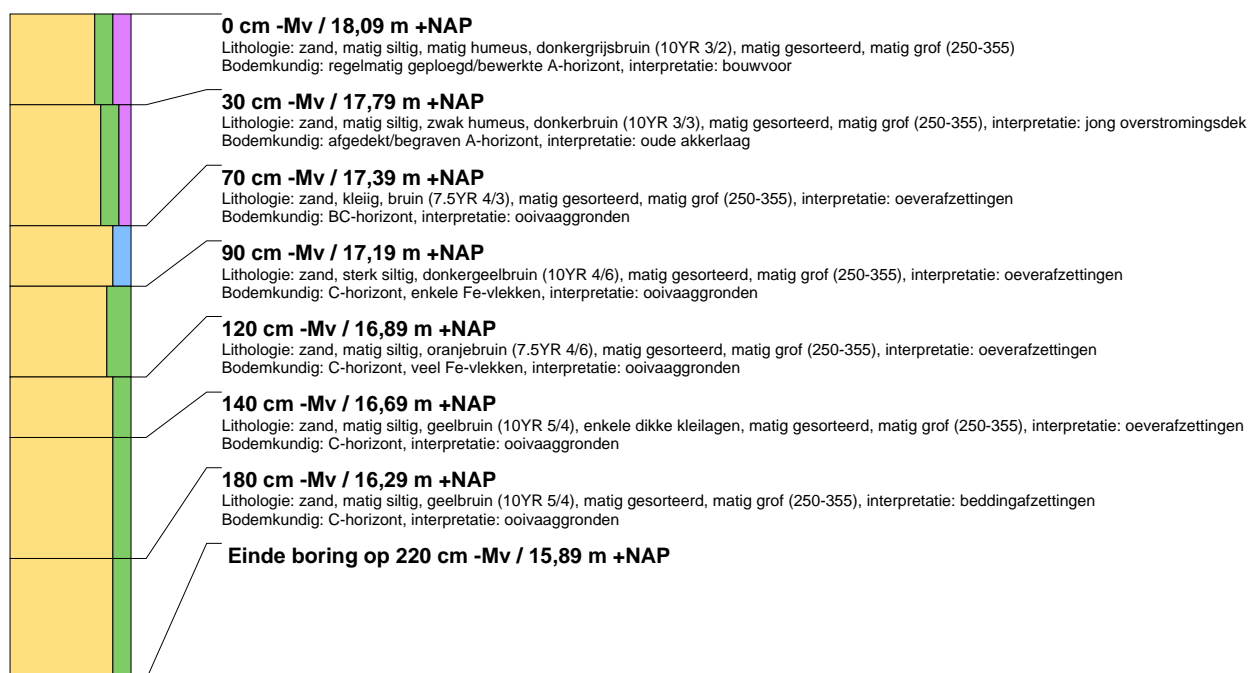 0 cm -Mv / 18,09 m +NAP
Lithologie: zand, matig siltig, matig humeus, donkergrijsbruin (10YR 3/2), matig gesorteerd, matig grof (250-355)
Bodemkundig: regelmatig geploegd/bewerkte A-horizont, interpretatie: bouwvoor
30 cm -Mv / 17,79 m +NAP
Lithologie: zand, matig siltig, zwak humeus, donkerbruin (10YR 3/3), matig gesorteerd, matig grof (250-355), interpretatie: jong overstromingsdek
Bodemkundig: afgedekt/begraven A-horizont, interpretatie: oude akkerlaag
70 cm -Mv / 17,39 m +NAP
Lithologie: zand, kleiig, bruin (7.5YR 4/3), matig gesorteerd, matig grof (250-355), interpretatie: oeverafzettingen
Bodemkundig: BC-horizont, interpretatie: ooivaaggronden
90 cm -Mv / 17,19 m +NAP
Lithologie: zand, sterk siltig, donkergeelbruin (10YR 4/6), matig gesorteerd, matig grof (250-355), interpretatie: oeverafzettingen
Bodemkundig: C-horizont, enkele Fe-vlekken, interpretatie: ooivaaggronden
120 cm -Mv / 16,89 m +NAP
Lithologie: zand, matig siltig, oranjebruin (7.5YR 4/6), matig gesorteerd, matig grof (250-355), interpretatie: oeverafzettingen
Bodemkundig: C-horizont, veel Fe-vlekken, interpretatie: ooivaaggronden
140 cm -Mv / 16,69 m +NAP
Lithologie: zand, matig siltig, geelbruin (10YR 5/4), enkele dikke kleilagen, matig gesorteerd, matig grof (250-355), interpretatie: oeverafzettingen
Bodemkundig: C-horizont, interpretatie: ooivaaggronden
180 cm -Mv / 16,29 m +NAP
Lithologie: zand, matig siltig, geelbruin (10YR 5/4), matig gesorteerd, matig grof (250-355), interpretatie: beddingafzettingen
Bodemkundig: C-horizont, interpretatie: ooivaaggronden
Einde boring op 220 cm -Mv / 15,89 m +NAP